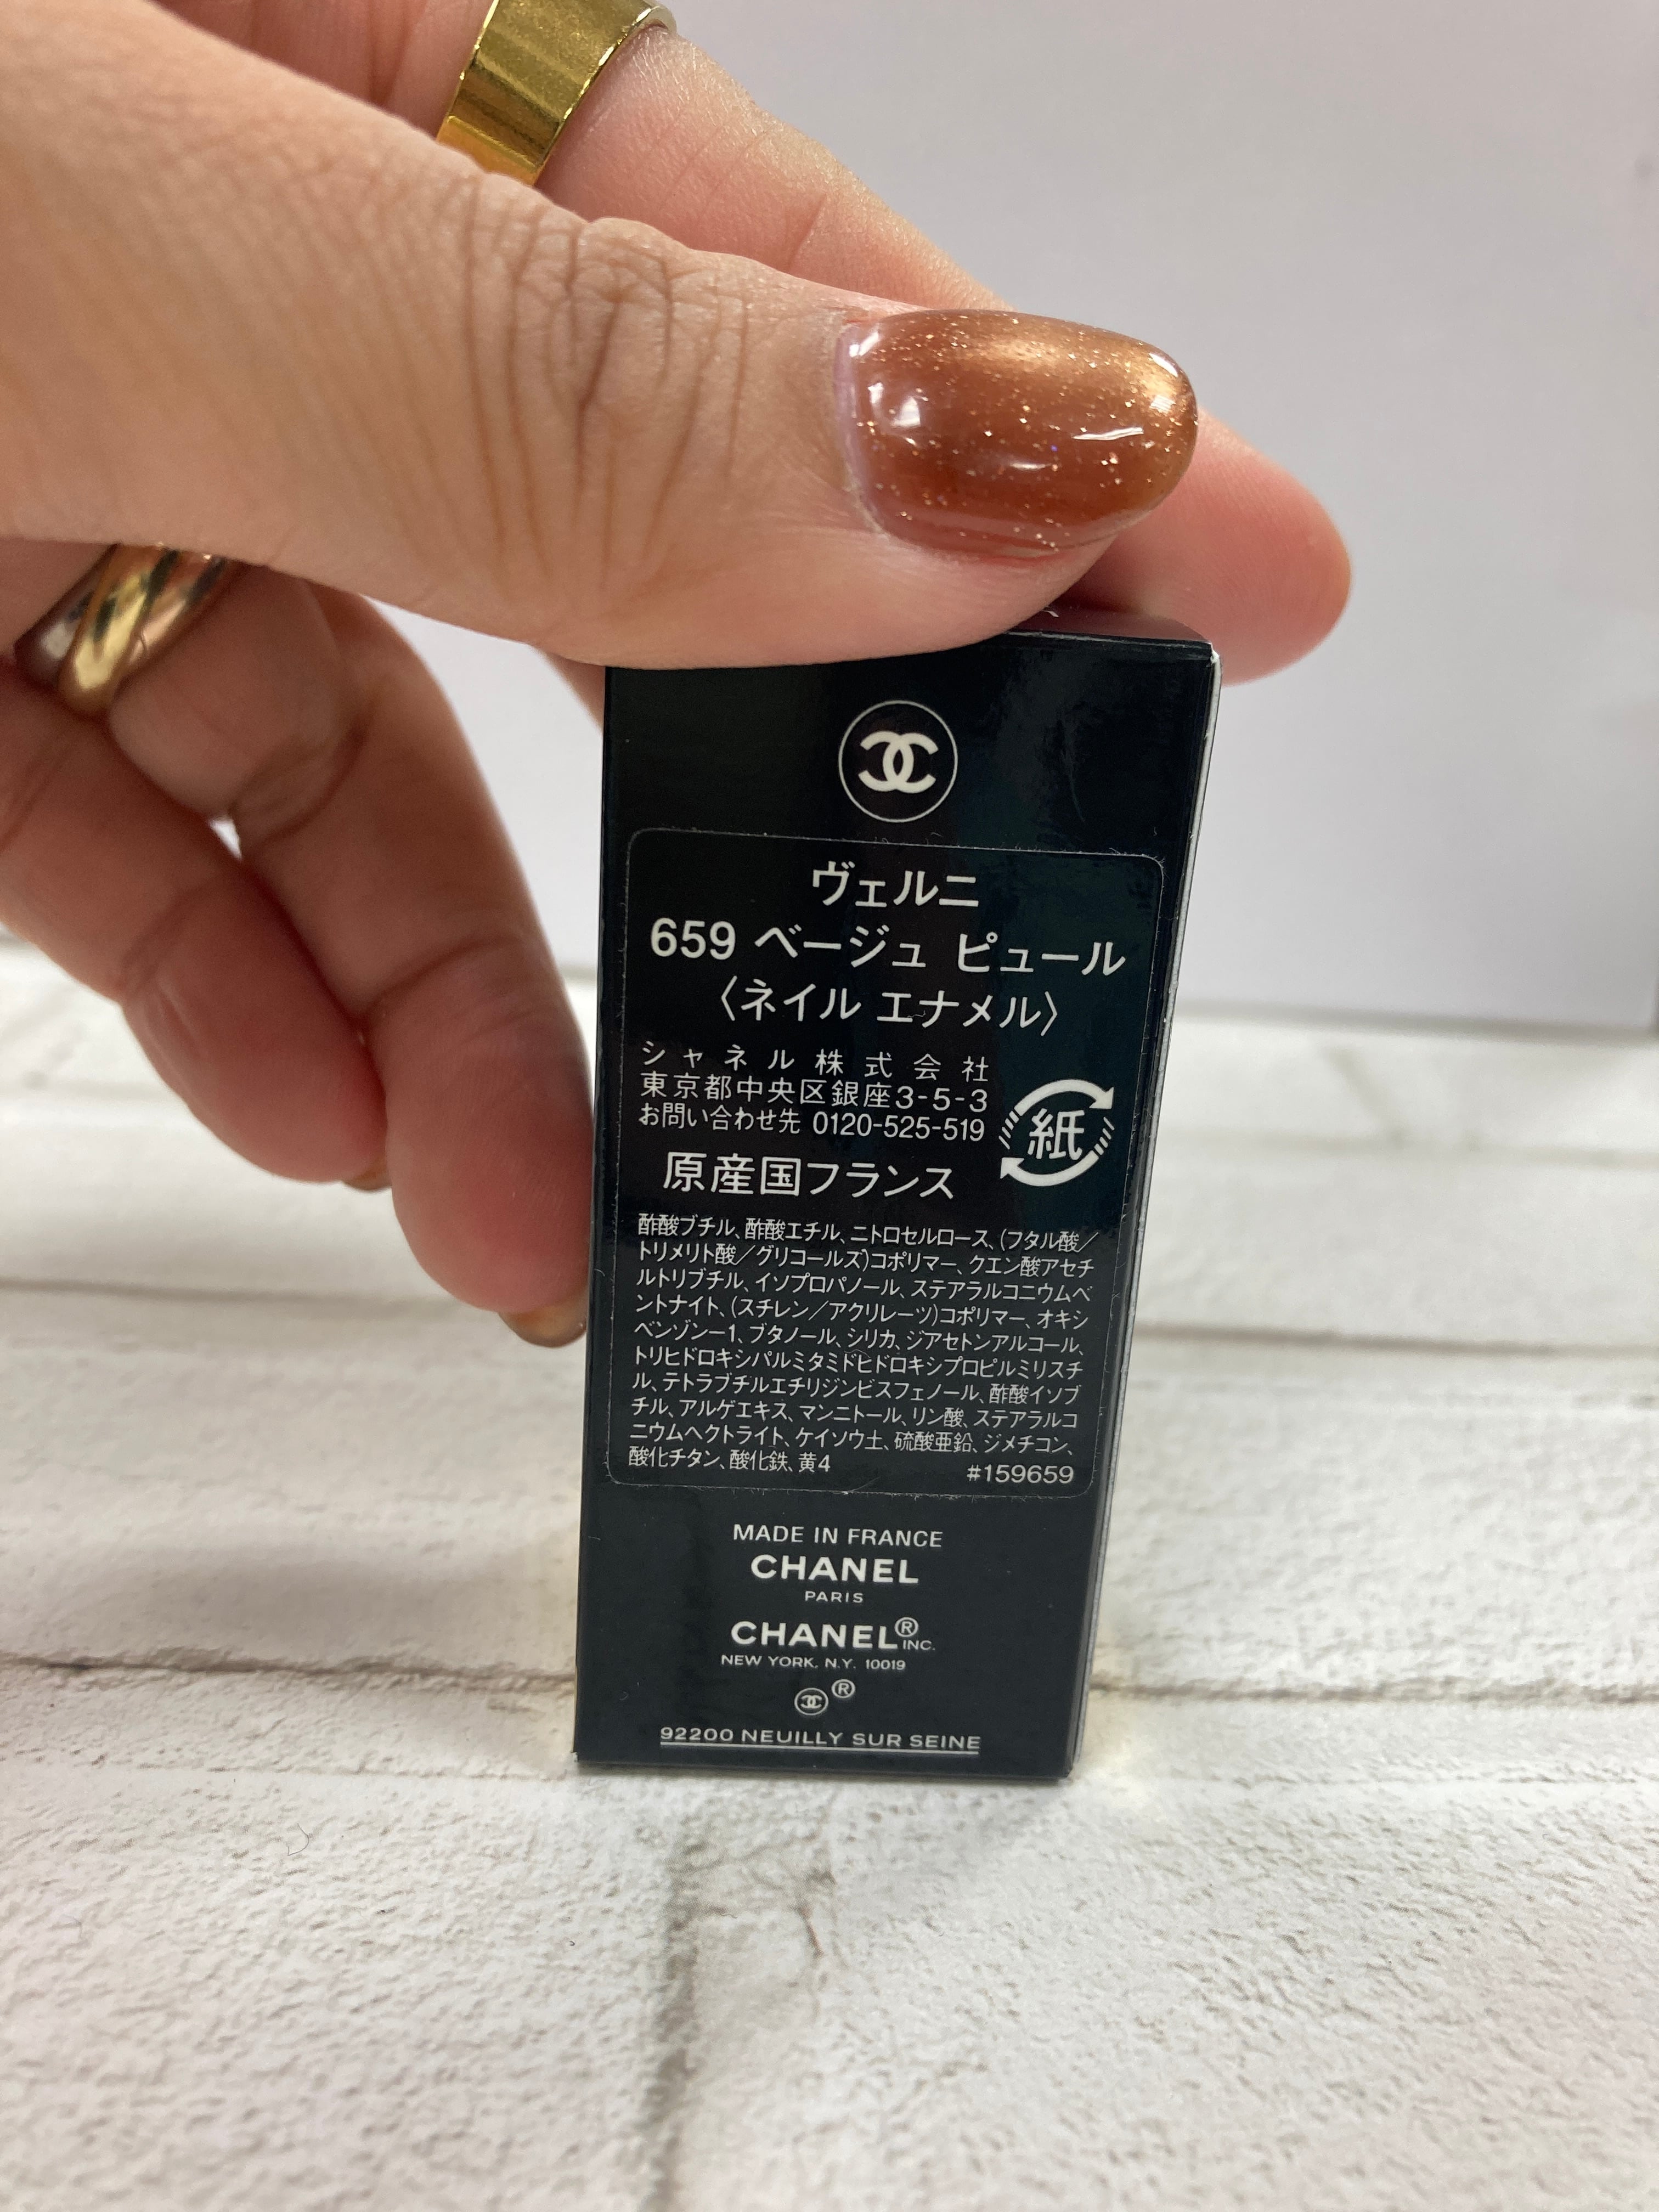 ヴェルニ
659 ベージュ ピュール
〈ネイル エナメル〉
シャネル株式会社
東京都中央区銀座3-5-3
お問い合わせ先 0120-525-519
紙
原産国フランス
酢酸ブチル、酢酸エチル、ニトロセルロース、(フタル酸/
トリメリト酸/グリコールズ)コポリマー、クエン酸アセチ
ルトリブチル、イソプロパノール、ステアラルコニウムベ
ントナイト、(スチレン/アクリレーツ)コポリマー、オキシ
ベンゾン-1、ブタノール、シリカ、ジアセトンアルコール、
トリヒドロキシパルミタミドヒドロキシプロピルミリスチ
ル、テトラブチルエチリジンビスフェノール、酢酸イソブ
チル、アルゲエキス、マンニトール、リン酸、ステアラルコ
ニウムヘクトライト、ケイソウ土、硫酸亜鉛、ジメチコン、
酸化チタン、酸化鉄、黄4 #159659
MADE IN FRANCE
CHANEL
PARIS
CHANEL® INC.
NEW YORK, N.Y. 10019
®
92200 NEUILLY SUR SEINE